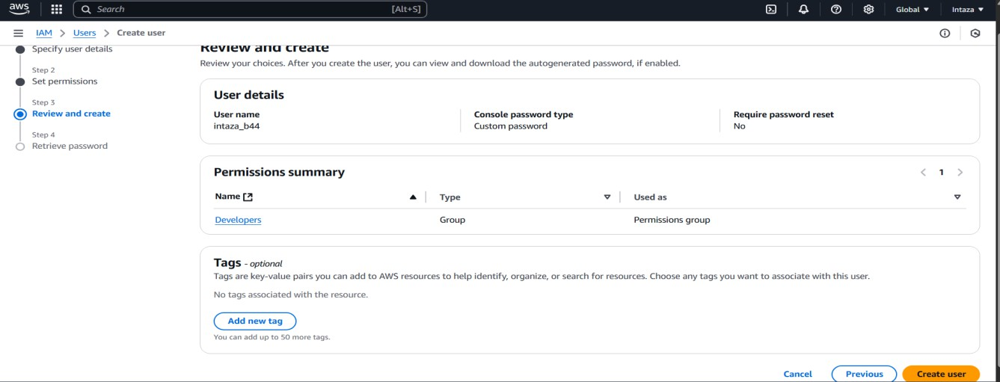 aws Search [Alt+S] Global Intaza
IAM > Users > Create user
Specify user details
Step 2
Set permissions
Step 3
Review and create
Step 4
Retrieve password
Review and create
Review your choices. After you create the user, you can view and download the autogenerated password, if enabled.
User details
User name Console password type Require password reset
intaza_b44 Custom password No
Permissions summary < 1 >
Name Type Used as
Developers Group Permissions group
Tags - optional
Tags are key-value pairs you can add to AWS resources to help identify, organize, or search for resources. Choose any tags you want to associate with this user.
No tags associated with the resource.
Add new tag
You can add up to 50 more tags.
Cancel Previous Create user